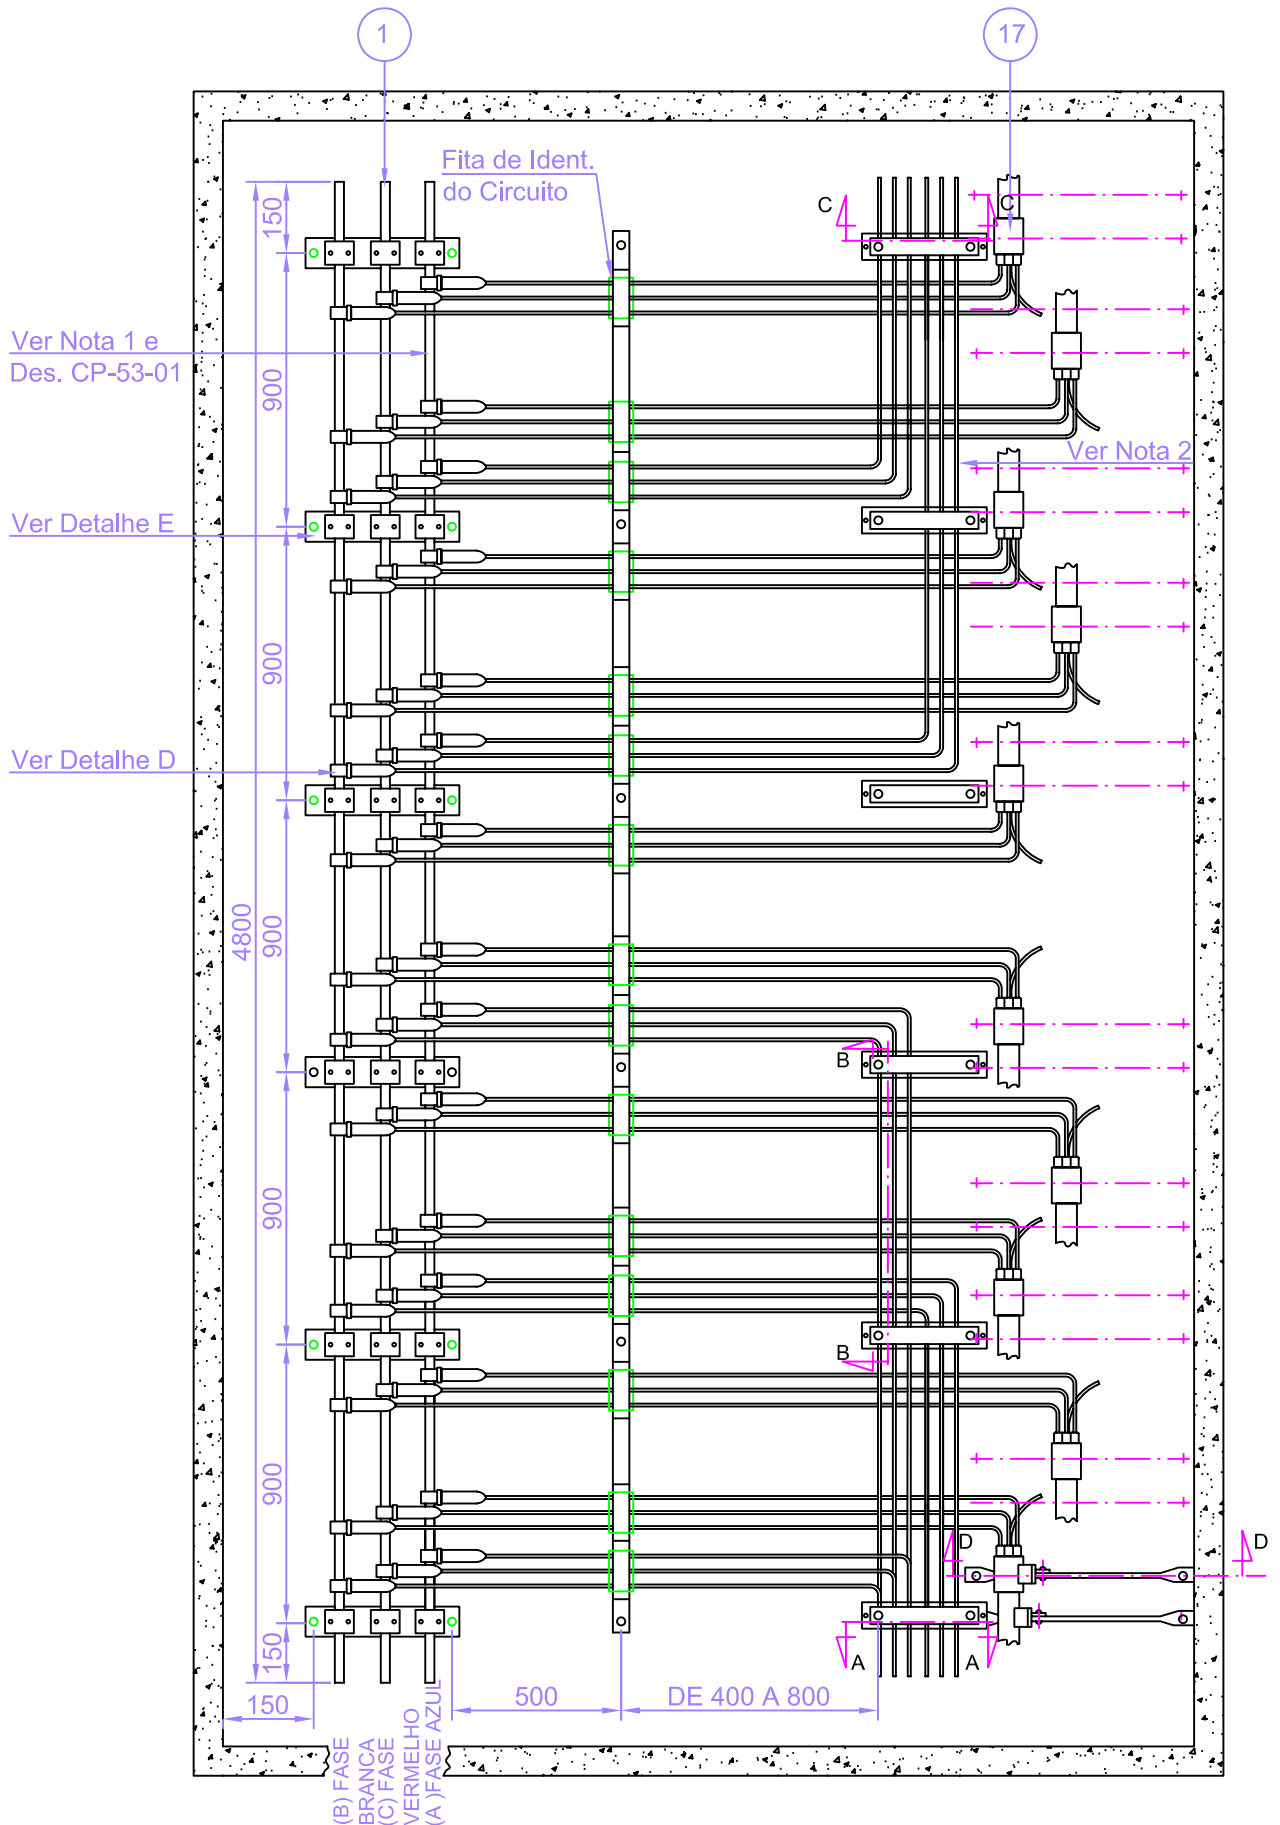 1
17
Fita de Ident.
do Circuito
C
C
150
Ver Nota 1 e
Des. CP-53-01
900
Ver Nota 2
Ver Detalhe E
900
Ver Detalhe D
4800
900
B
900
B
900
D
D
150
A
A
150
500
DE 400 A 800
(B) FASE
BRANCA
(C) FASE
VERMELHO
(A )FASE AZUL